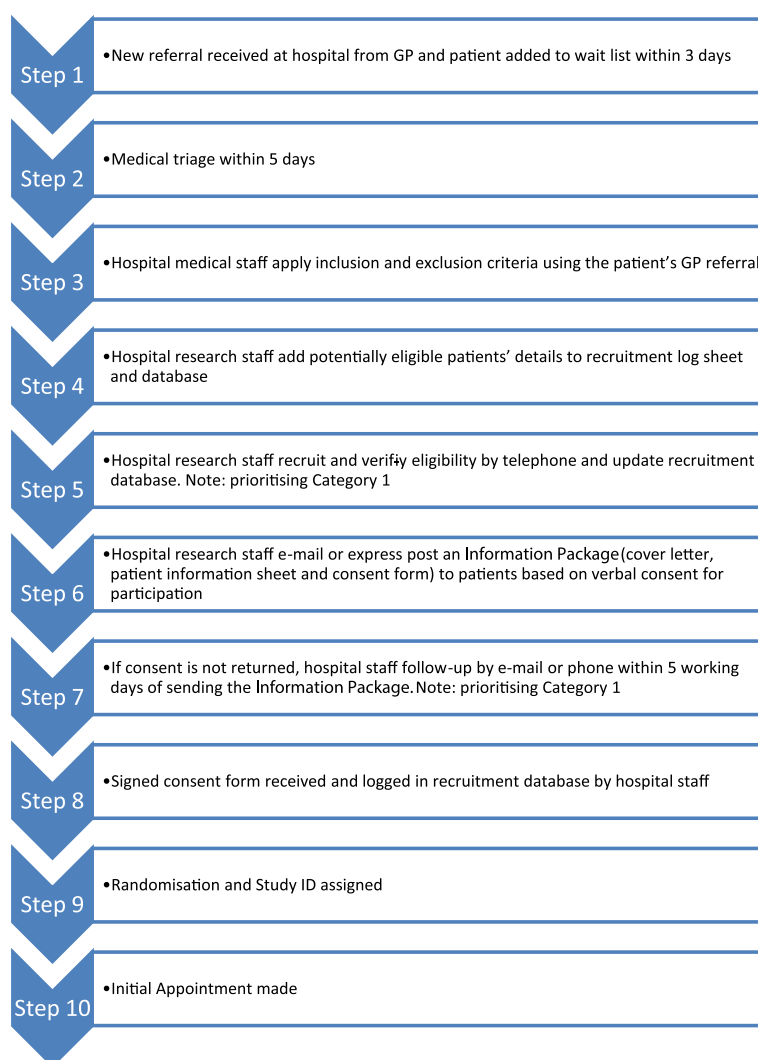 Step 1
•New referral received at hospital from GP and patient added to wait list within 3 days
Step 2
•Medical triage within 5 days
Step 3
•Hospital medical staff apply inclusion and exclusion criteria using the patient’s GP referral
Step 4
•Hospital research staff add potentially eligible patients’ details to recruitment log sheet
and database
Step 5
•Hospital research staff recruit and verifiy eligibility by telephone and update recruitment
database. Note: prioritising Category 1
Step 6
•Hospital research staff e-mail or express post an Information Package(cover letter,
patient information sheet and consent form) to patients based on verbal consent for
participation
Step 7
•If consent is not returned, hospital staff follow-up by e-mail or phone within 5 working
days of sending the Information Package. Note: prioritising Category 1
Step 8
•Signed consent form received and logged in recruitment database by hospital staff
Step 9
•Randomisation and Study ID assigned
Step 10
•Initial Appointment made